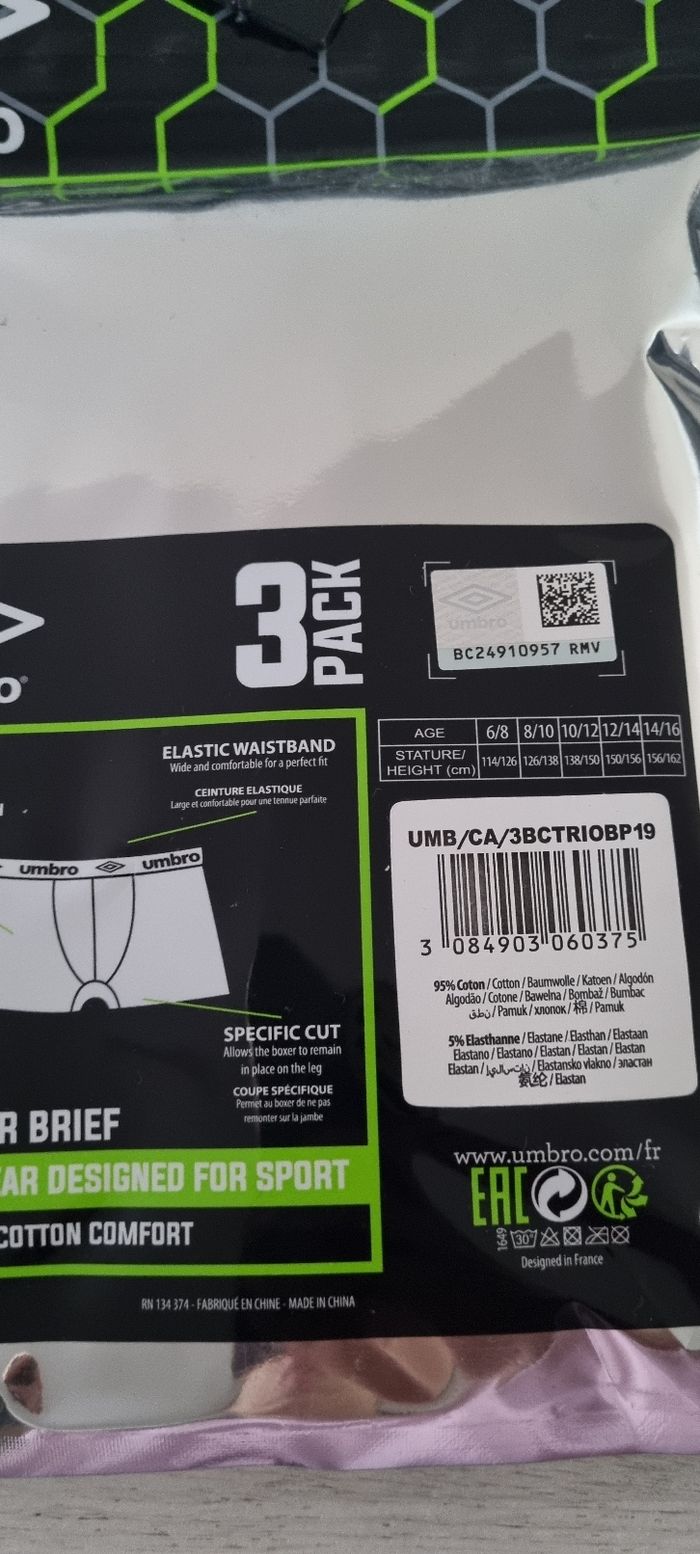 3
PACK
umbro
BC24910957 RMV
AGE 6/8 8/10 10/12 12/14 14/16
STATURE/
HEIGHT (cm) 114/126 126/138 138/150 150/156 156/162
ELASTIC WAISTBAND
Wide and comfortable for a perfect fit
CEINTURE ELASTIQUE
Large et confortable pour une tennue parfaite
umbro umbro
SPECIFIC CUT
Allows the boxer to remain
in place on the leg
COUPE SPÉCIFIQUE
Permet au boxer de ne pas
remonter sur la jambe
R BRIEF
EAR DESIGNED FOR SPORT
COTTON COMFORT
RN 134 374 - FABRIQUÉ EN CHINE - MADE IN CHINA
UMB/CA/3BCTRIOBP19
3 084903 060375
95% Coton / Cotton / Baumwolle / Katoen / Algodón
Algodão / Cotone / Bawełna / Bombaž / Bumbac
قطن / Pamuk / хлопок / 棉 / Pamuk
5% Elasthanne / Elastane / Elasthan / Elastaan
Elastano / Elastano / Elastan / Elastan / Elastan
Elastan / إيلاستان / Elastansko vlakno / эластан
氨纶 / Elastan
www.umbro.com/fr
EAC
1649 30°
Designed in France